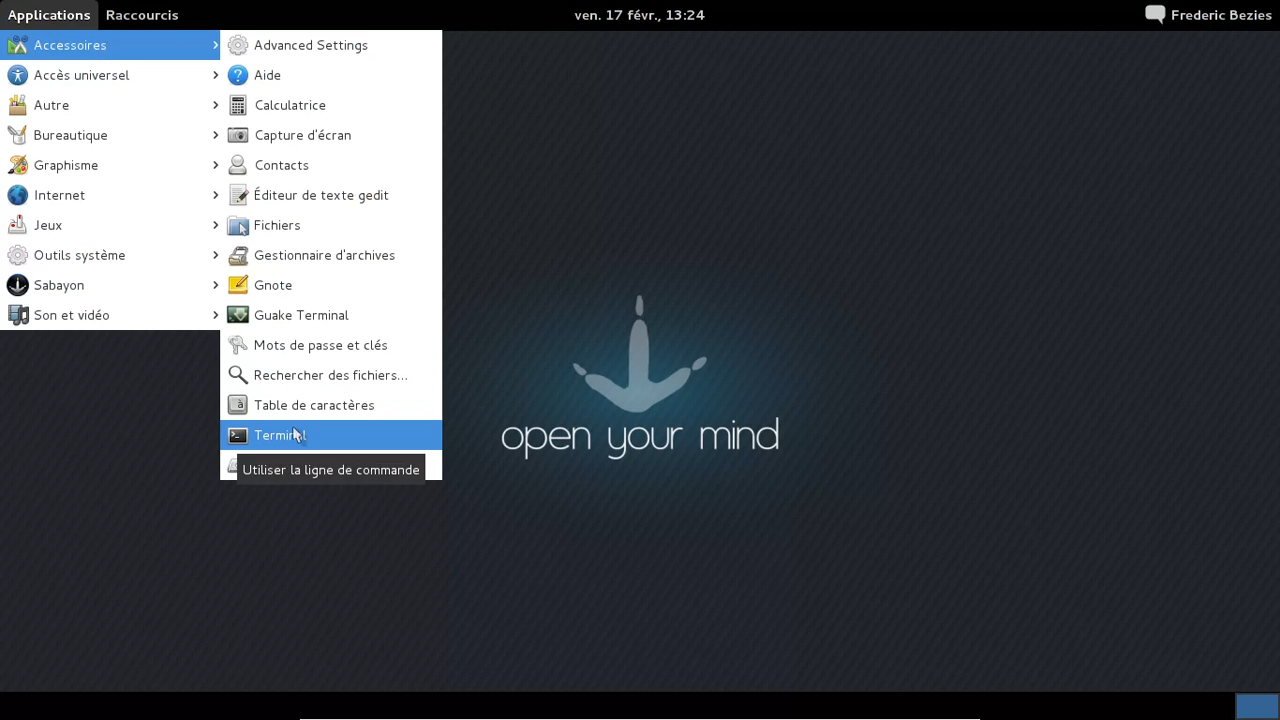 Applications Raccourcis ven. 17 févr., 13:24 Frederic Bezies
Accessoires
Accès universel
Autre
Bureautique
Graphisme
Internet
Jeux
Outils système
Sabayon
Son et vidéo
Advanced Settings
Aide
Calculatrice
Capture d'écran
Contacts
Éditeur de texte gedit
Fichiers
Gestionnaire d'archives
Gnote
Guake Terminal
Mots de passe et clés
Rechercher des fichiers...
Table de caractères
Terminal
Utiliser la ligne de commande
open your mind